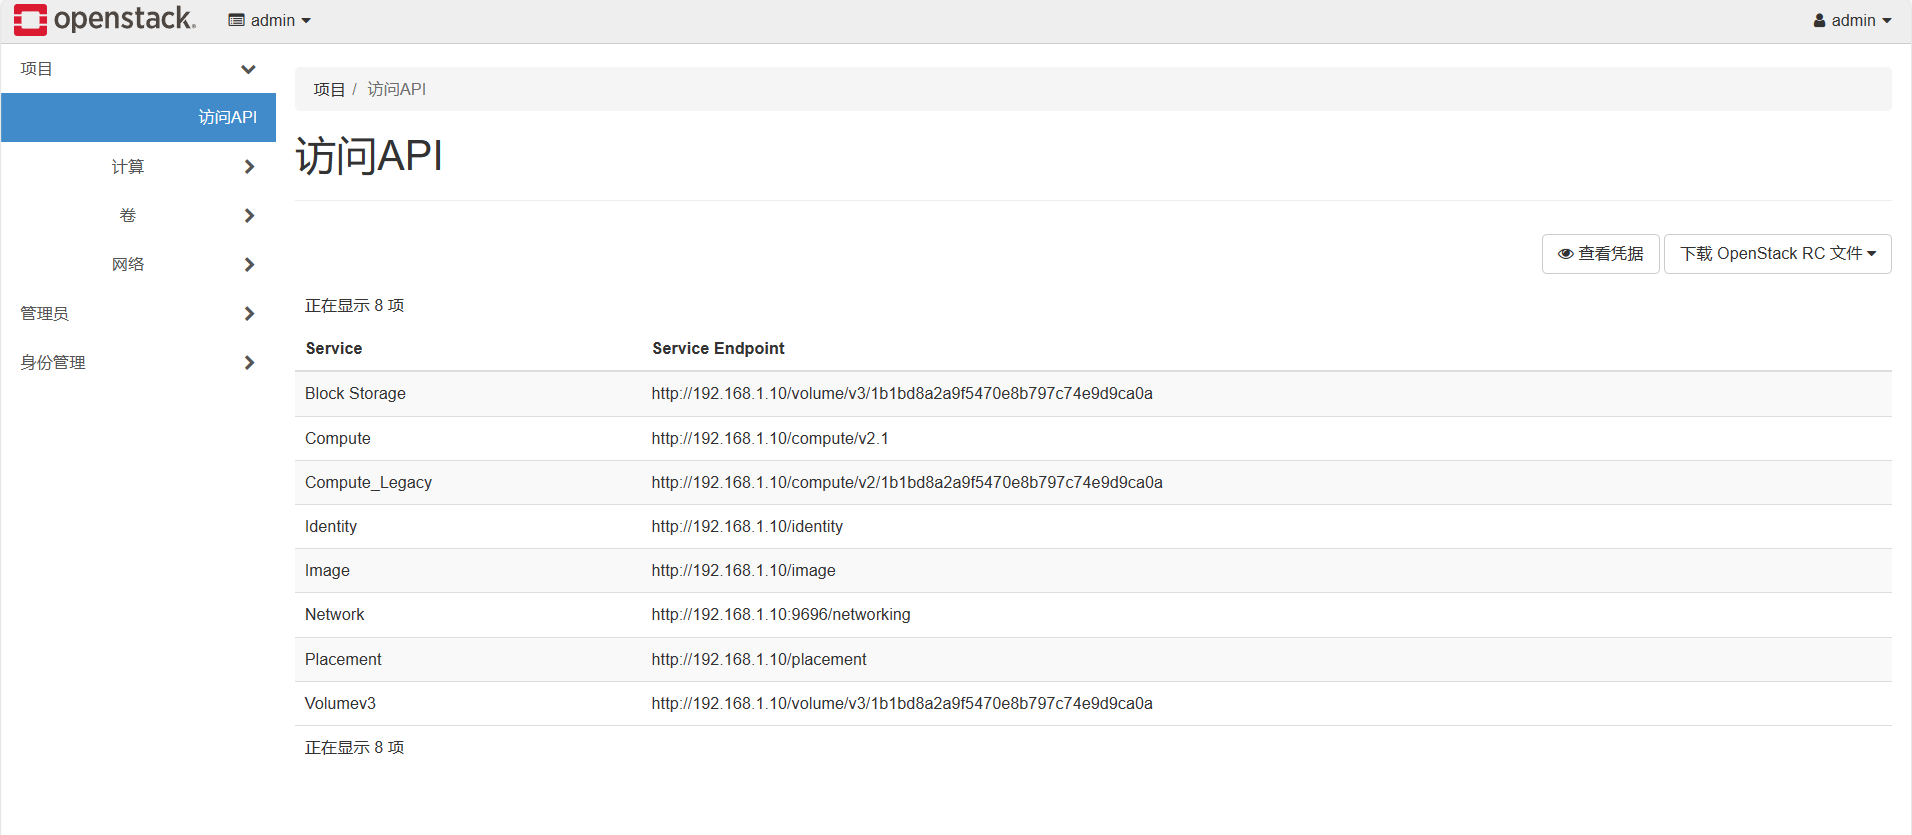 openstack. admin admin
项目
访问API
计算
卷
网络
管理员
身份管理
项目 / 访问API
访问API
查看凭据 下载 OpenStack RC 文件
正在显示 8 项
Service Service Endpoint
Block Storage http://192.168.1.10/volume/v3/1b1bd8a2a9f5470e8b797c74e9d9ca0a
Compute http://192.168.1.10/compute/v2.1
Compute_Legacy http://192.168.1.10/compute/v2/1b1bd8a2a9f5470e8b797c74e9d9ca0a
Identity http://192.168.1.10/identity
Image http://192.168.1.10/image
Network http://192.168.1.10:9696/networking
Placement http://192.168.1.10/placement
Volumev3 http://192.168.1.10/volume/v3/1b1bd8a2a9f5470e8b797c74e9d9ca0a
正在显示 8 项